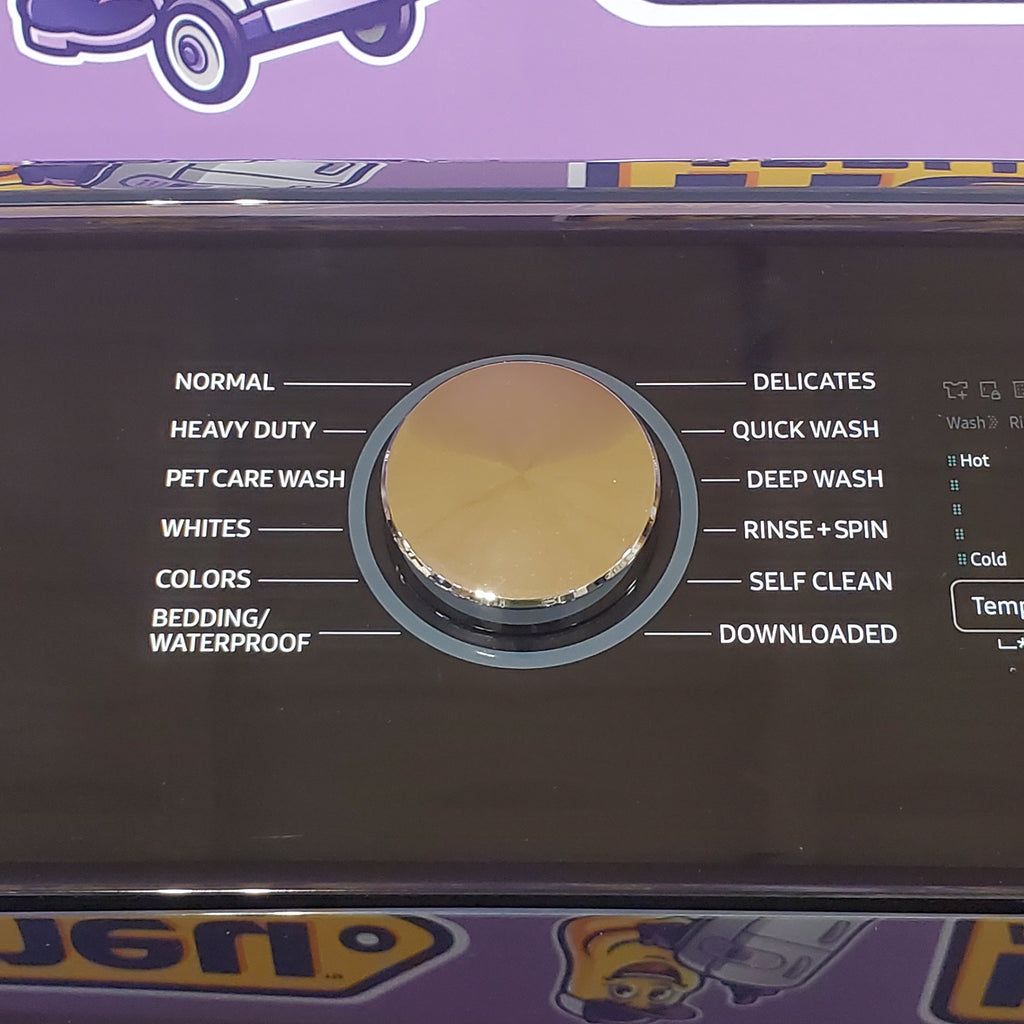 NORMAL
HEAVY DUTY
PET CARE WASH
WHITES
COLORS
BEDDING/
WATERPROOF
DELICATES
QUICK WASH
DEEP WASH
RINSE+SPIN
SELF CLEAN
DOWNLOADED
Wash
Hot
Cold